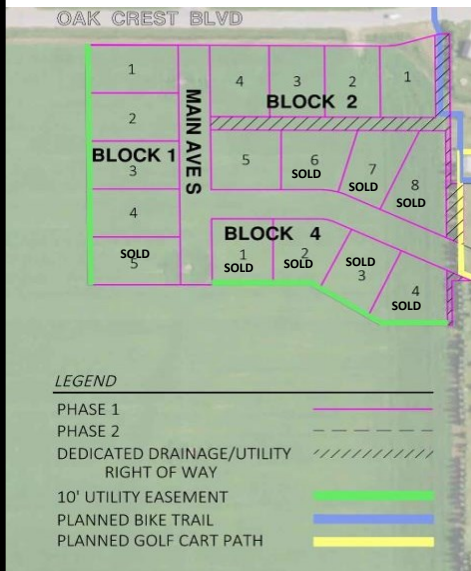 OAK CREST BLVD
1
2
BLOCK 1
3
4
SOLD
5
MAIN AVE S
4
3
2
1
BLOCK 2
5
6
SOLD
7
SOLD
8
SOLD
BLOCK 4
1
SOLD
2
SOLD
SOLD
3
4
SOLD
LEGEND
PHASE 1
PHASE 2
DEDICATED DRAINAGE/UTILITY
RIGHT OF WAY
10' UTILITY EASEMENT
PLANNED BIKE TRAIL
PLANNED GOLF CART PATH